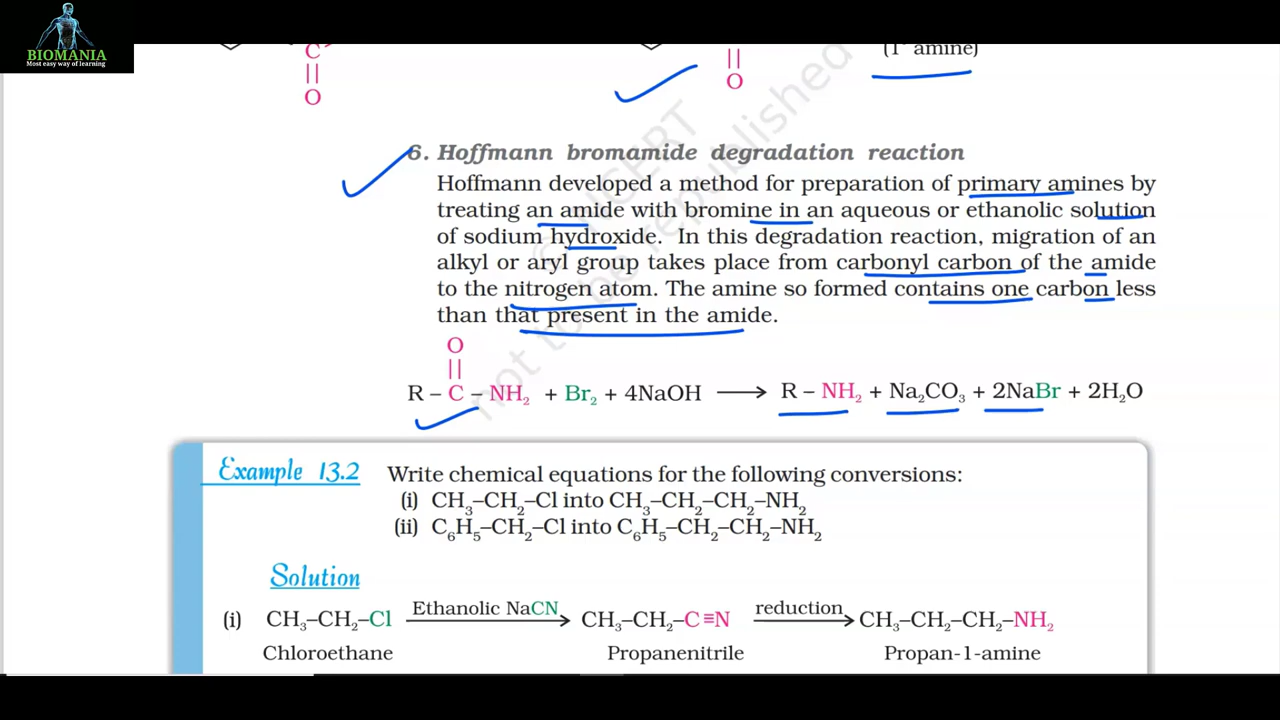 BIOMANIA
Most easy way of learning
C
||
O
||
O
(1° amine)
6. Hoffmann bromamide degradation reaction
Hoffmann developed a method for preparation of primary amines by
treating an amide with bromine in an aqueous or ethanolic solution
of sodium hydroxide. In this degradation reaction, migration of an
alkyl or aryl group takes place from carbonyl carbon of the amide
to the nitrogen atom. The amine so formed contains one carbon less
than that present in the amide.
O
||
R – C – NH₂ + Br₂ + 4NaOH ⟶ R – NH₂ + Na₂CO₃ + 2NaBr + 2H₂O
not to be republished
Example 13.2
Write chemical equations for the following conversions:
(i) CH₃–CH₂–Cl into CH₃–CH₂–CH₂–NH₂
(ii) C₆H₅–CH₂–Cl into C₆H₅–CH₂–CH₂–NH₂
Solution
(i) CH₃–CH₂–Cl Ethanolic NaCN ⟶ CH₃–CH₂–C≡N reduction ⟶ CH₃–CH₂–CH₂–NH₂
Chloroethane Propanenitrile Propan-1-amine